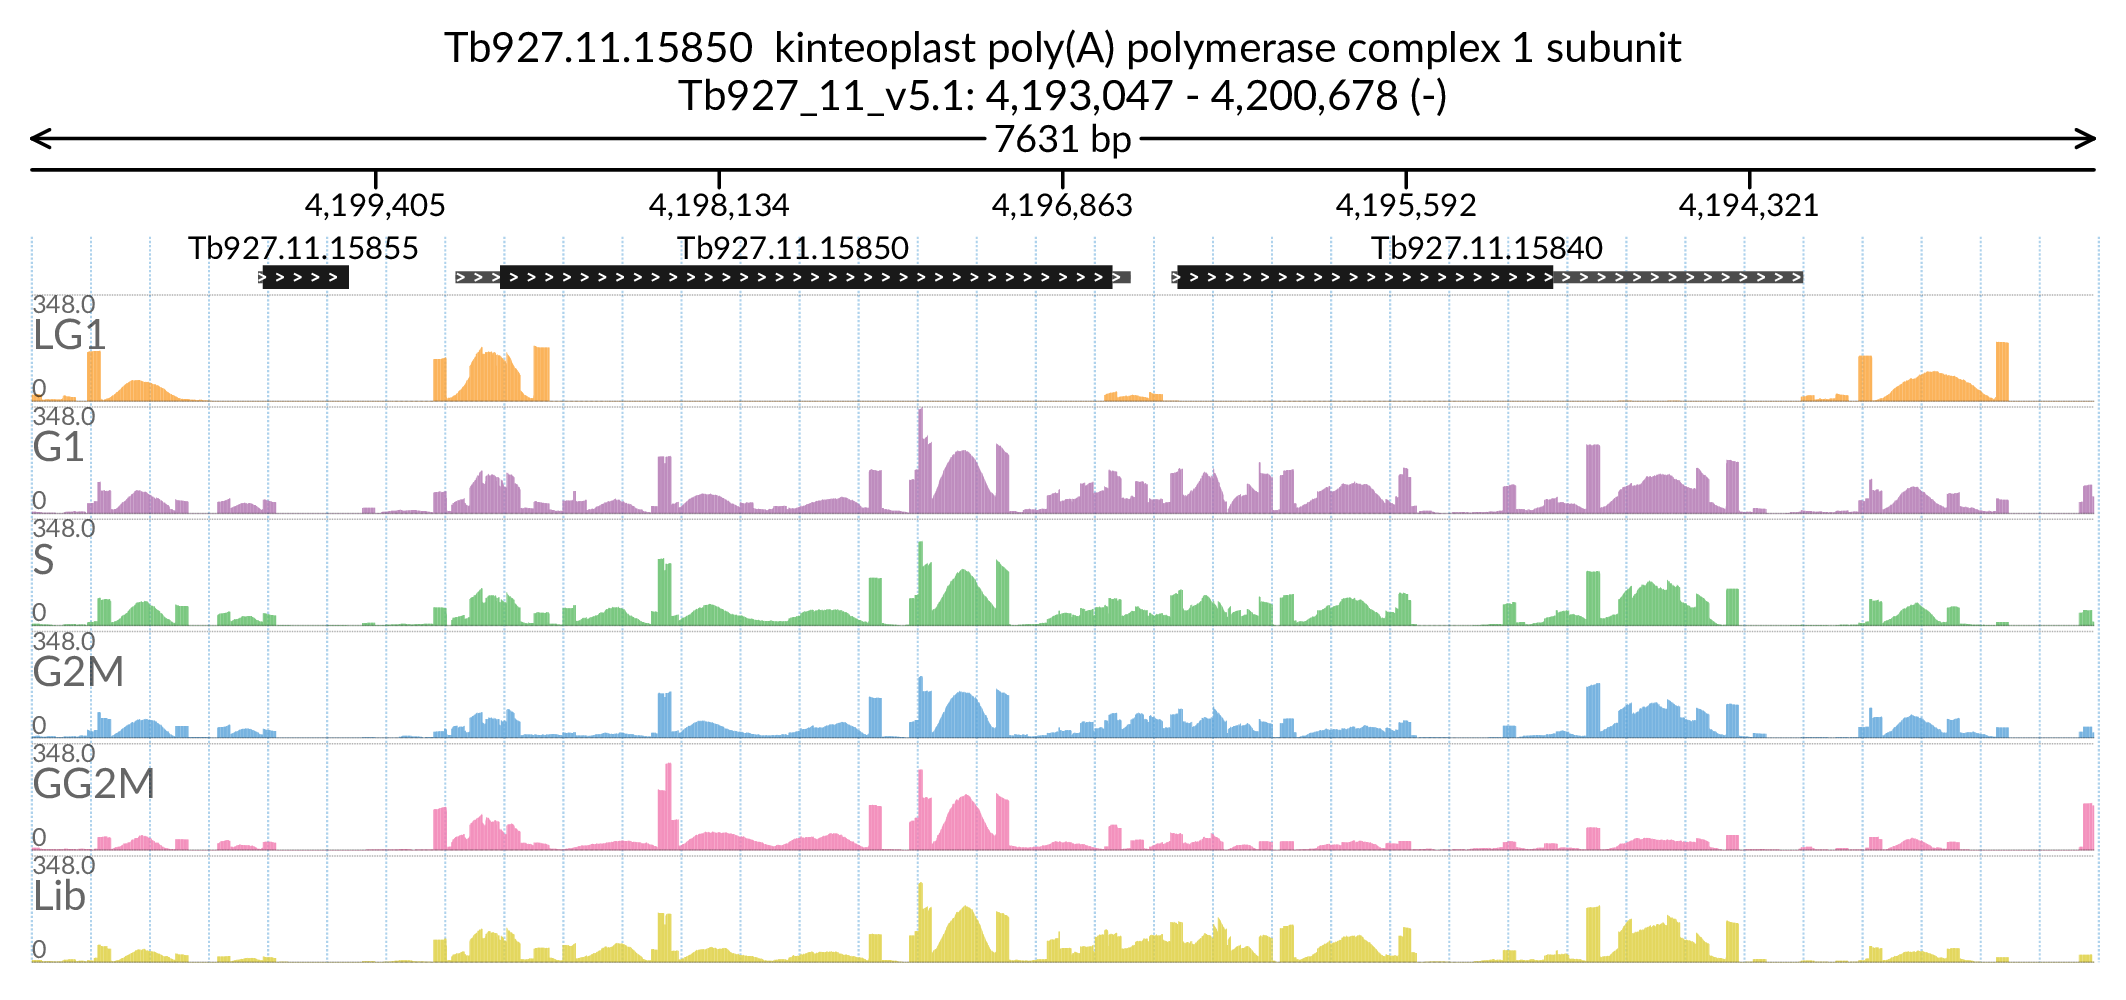 Tb927.11.15850 kinteoplast poly(A) polymerase complex 1 subunit
Tb927_11_v5.1: 4,193,047 - 4,200,678 (-)
7631 bp
4,199,405 4,198,134 4,196,863 4,195,592 4,194,321
Tb927.11.15855 Tb927.11.15850 Tb927.11.15840
348.0
LG1
0
348.0
G1
0
348.0
S
0
348.0
G2M
0
348.0
GG2M
0
348.0
Lib
0